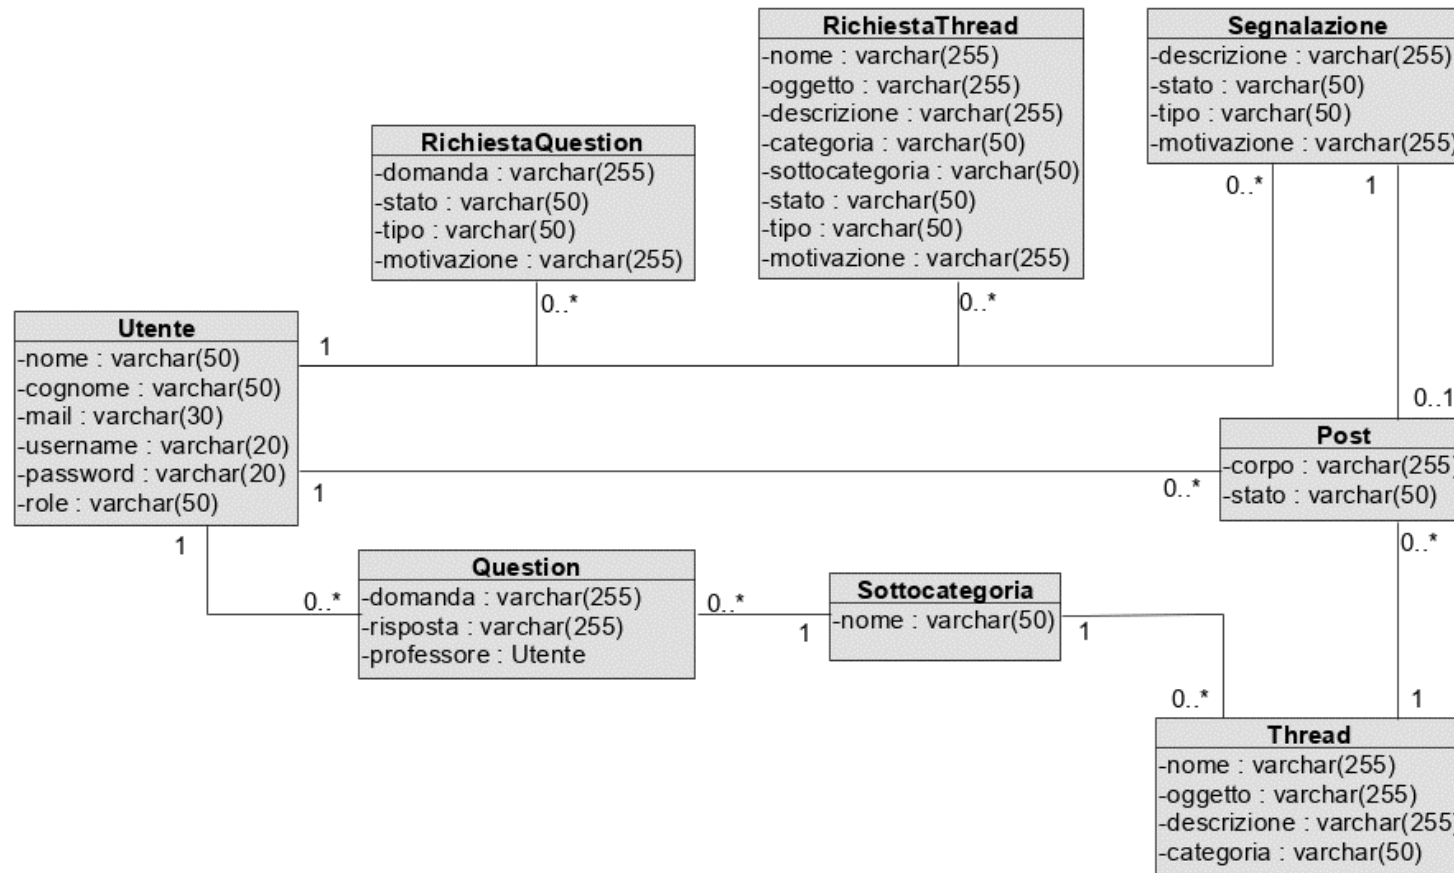 RichiestaThread
-nome : varchar(255)
-oggetto : varchar(255)
-descrizione : varchar(255)
-categoria : varchar(50)
-sottocategoria : varchar(50)
-stato : varchar(50)
-tipo : varchar(50)
-motivazione : varchar(255)
0..*
Segnalazione
-descrizione : varchar(255)
-stato : varchar(50)
-tipo : varchar(50)
-motivazione : varchar(255)
0..*
1
RichiestaQuestion
-domanda : varchar(255)
-stato : varchar(50)
-tipo : varchar(50)
-motivazione : varchar(255)
0..*
Utente
-nome : varchar(50)
-cognome : varchar(50)
-mail : varchar(30)
-username : varchar(20)
-password : varchar(20)
-role : varchar(50)
1
1
1
0..1
Post
-corpo : varchar(255)
-stato : varchar(50)
0..*
0..*
Question
-domanda : varchar(255)
-risposta : varchar(255)
-professore : Utente
0..*
0..*
Sottocategoria
-nome : varchar(50)
1
1
0..*
1
Thread
-nome : varchar(255)
-oggetto : varchar(255)
-descrizione : varchar(255)
-categoria : varchar(50)